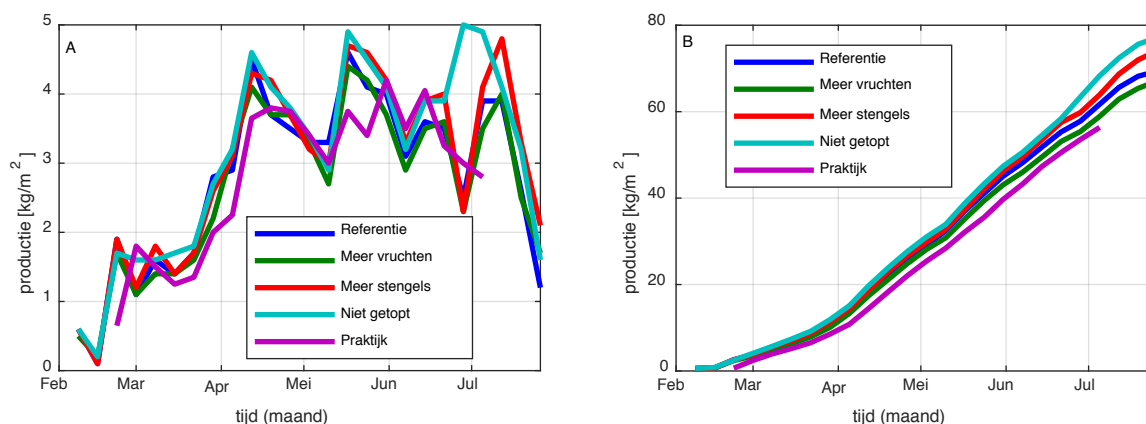 A
5
4
3
2
1
0
productie [kg/m 2 ]
Referentie
Meer vruchten
Meer stengels
Niet getopt
Praktijk
Feb
Mar
Apr
Mei
Jun
Jul
tijd (maand)
B
80
60
40
20
0
productie [kg/m 2 ]
Referentie
Meer vruchten
Meer stengels
Niet getopt
Praktijk
Feb
Mar
Apr
Mei
Jun
Jul
tijd (maand)